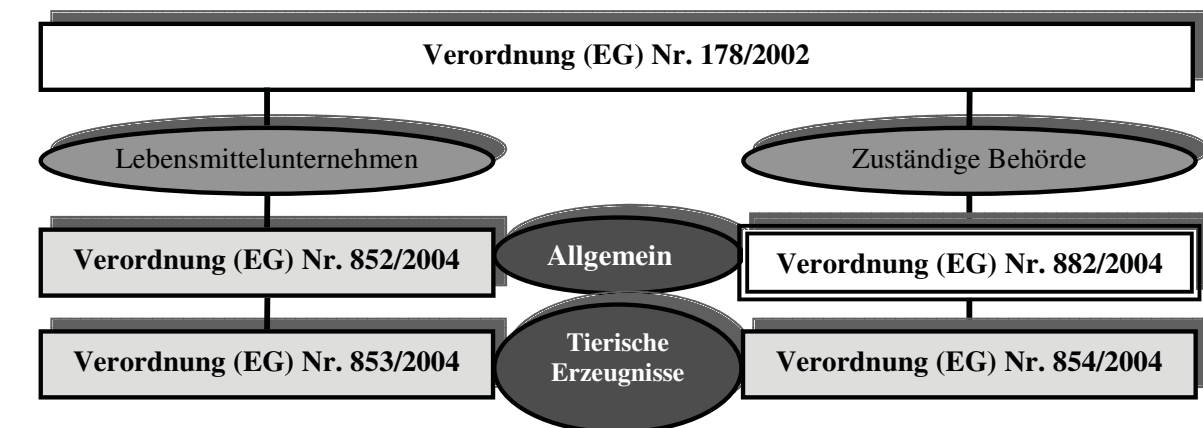 Verordnung (EG) Nr. 178/2002
Lebensmittelunternehmen
Zuständige Behörde
Verordnung (EG) Nr. 852/2004
Allgemein
Verordnung (EG) Nr. 882/2004
Verordnung (EG) Nr. 853/2004
Tierische
Erzeugnisse
Verordnung (EG) Nr. 854/2004